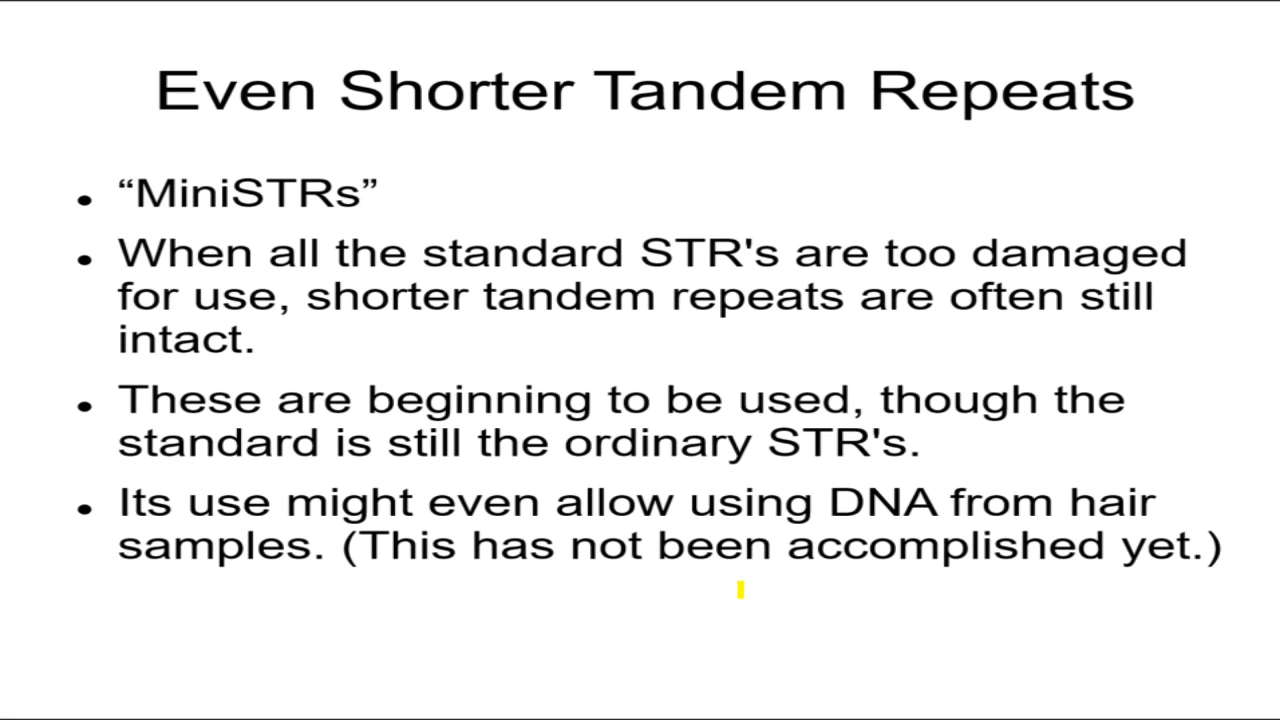 Even Shorter Tandem Repeats
• “MiniSTRs”
• When all the standard STR's are too damaged
for use, shorter tandem repeats are often still
intact.
• These are beginning to be used, though the
standard is still the ordinary STR's.
• Its use might even allow using DNA from hair
samples. (This has not been accomplished yet.)